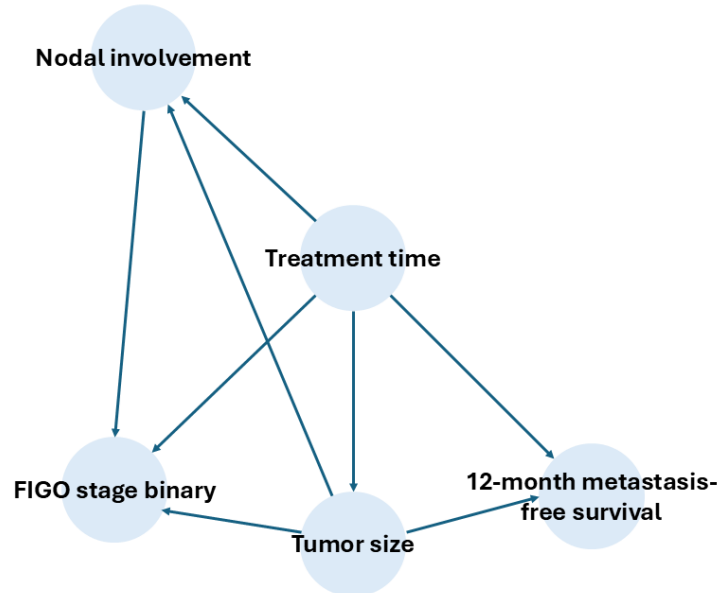 Nodal involvement
Treatment time
FIGO stage binary
12-month metastasis-
free survival
Tumor size